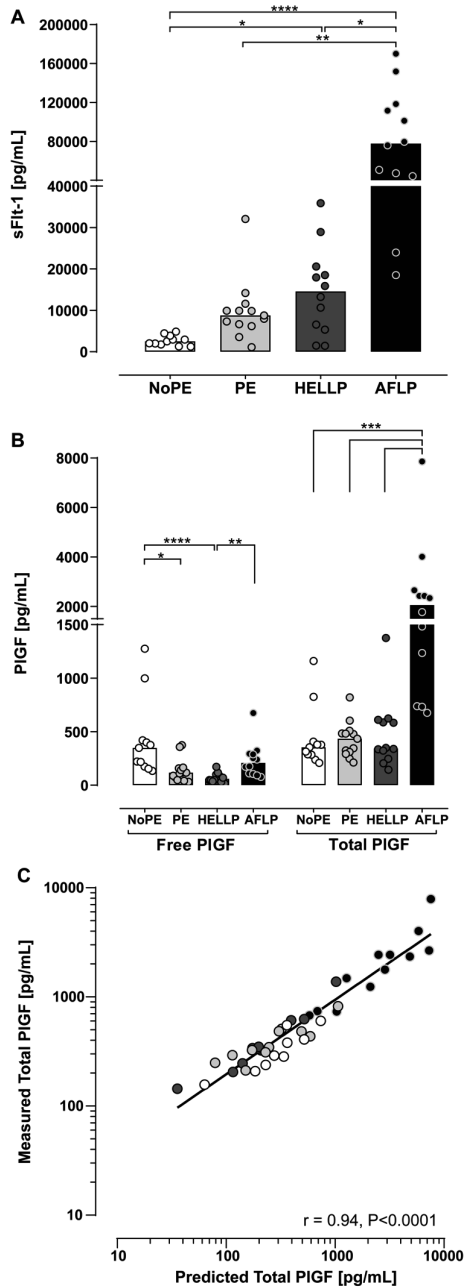 A
sFlt-1 [pg/mL]
200000
160000
120000
80000
40000
30000
20000
10000
0
****
* *
**
NoPE PE HELLP AFLP
B
PlGF [pg/mL]
8000
6000
4000
2000
1500
1000
500
0
***
**** **
*
NoPE PE HELLP AFLP NoPE PE HELLP AFLP
Free PlGF Total PlGF
C
Measured Total PlGF [pg/mL]
10000
1000
100
10
r = 0.94, P<0.0001
10 100 1000 10000
Predicted Total PlGF [pg/mL]